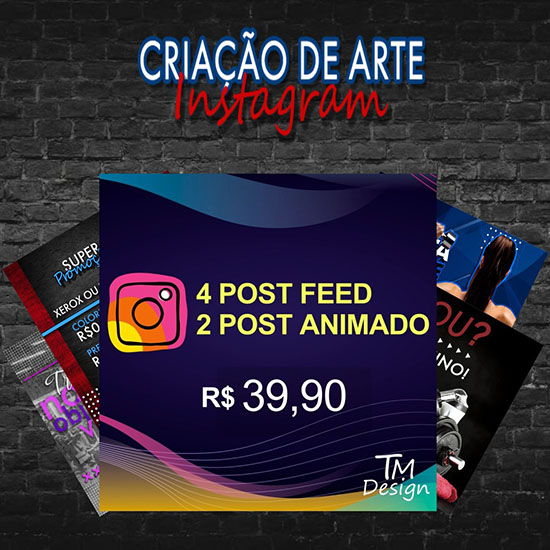 CRIAÇÃO DE ARTE
Instagram
4 POST FEED
2 POST ANIMADO
R$ 39,90
TM
Design
SUPER
XEROX OU
R$0
OU?
NO!